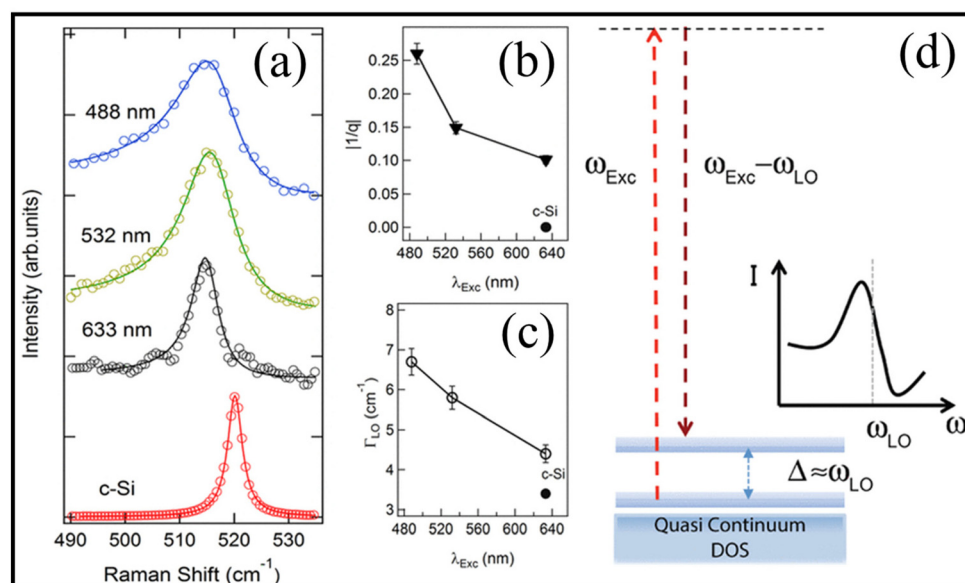 (a)
488 nm
532 nm
633 nm
c-Si
Intensity (arb.units)
490 500 510 520 530
Raman Shift (cm⁻¹)
(b)
|1/q|
0.25
0.20
0.15
0.10
0.05
0.00
c-Si
480 520 560 600 640
λExc (nm)
(c)
ΓLO (cm⁻¹)
8
7
6
5
4
3
c-Si
480 520 560 600 640
λExc (nm)
(d)
ωExc
ωExc−ωLO
I
ω
ωLO
Δ≈ωLO
Quasi Continuum
DOS